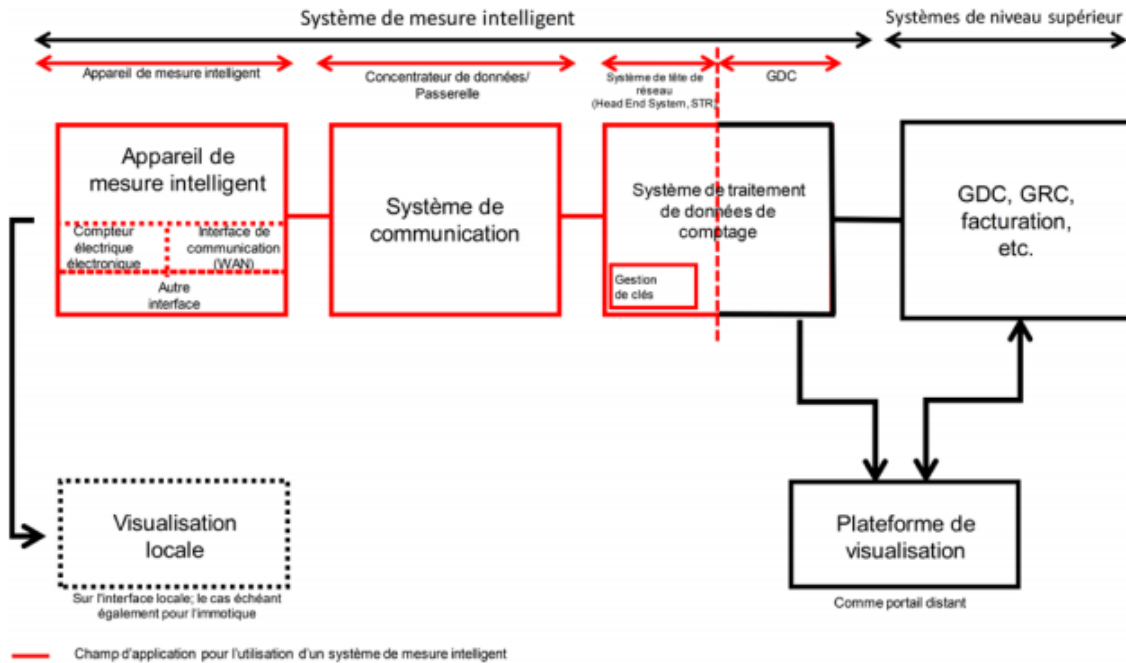 Système de mesure intelligent
Systèmes de niveau supérieur
Appareil de mesure intelligent
Concentrateur de données/
Passerelle
Système de tête de
réseau
(Head End System, STR)
GDC
Appareil de
mesure intelligent
Compteur
électrique
électronique
Interface de
communication
(WAN)
Autre
interface
Système de
communication
Système de traitement
de données de
comptage
Gestion
de clés
GDC, GRC,
facturation,
etc.
Visualisation
locale
Sur l'interface locale; le cas échéant
également pour l'immotique
Plateforme de
visualisation
Comme portail distant
Champ d'application pour l'utilisation d'un système de mesure intelligent